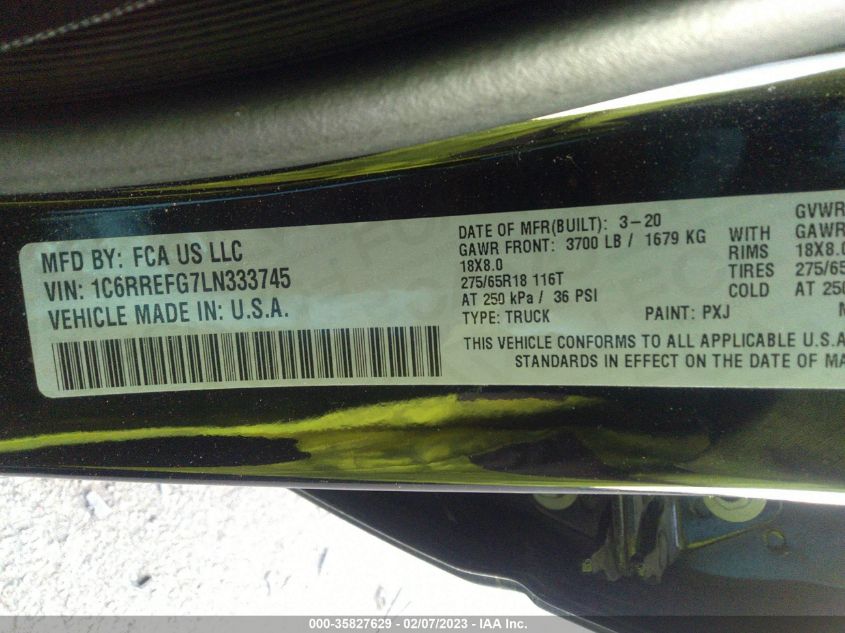 MFD BY: FCA US LLC
VIN: 1C6RREFG7LN333745
VEHICLE MADE IN: U.S.A.
DATE OF MFR(BUILT): 3-20
GAWR FRONT: 3700 LB / 1679 KG
18X8.0
275/65R18 116T
AT 250 kPa / 36 PSI
TYPE: TRUCK PAINT: PXJ
THIS VEHICLE CONFORMS TO ALL APPLICABLE U.S.A
STANDARDS IN EFFECT ON THE DATE OF MA
WITH
RIMS
TIRES
COLD
GVWR
GAWR
18X8.0
275/65
AT 250
M
000-35827629 - 02/07/2023 - IAA Inc.